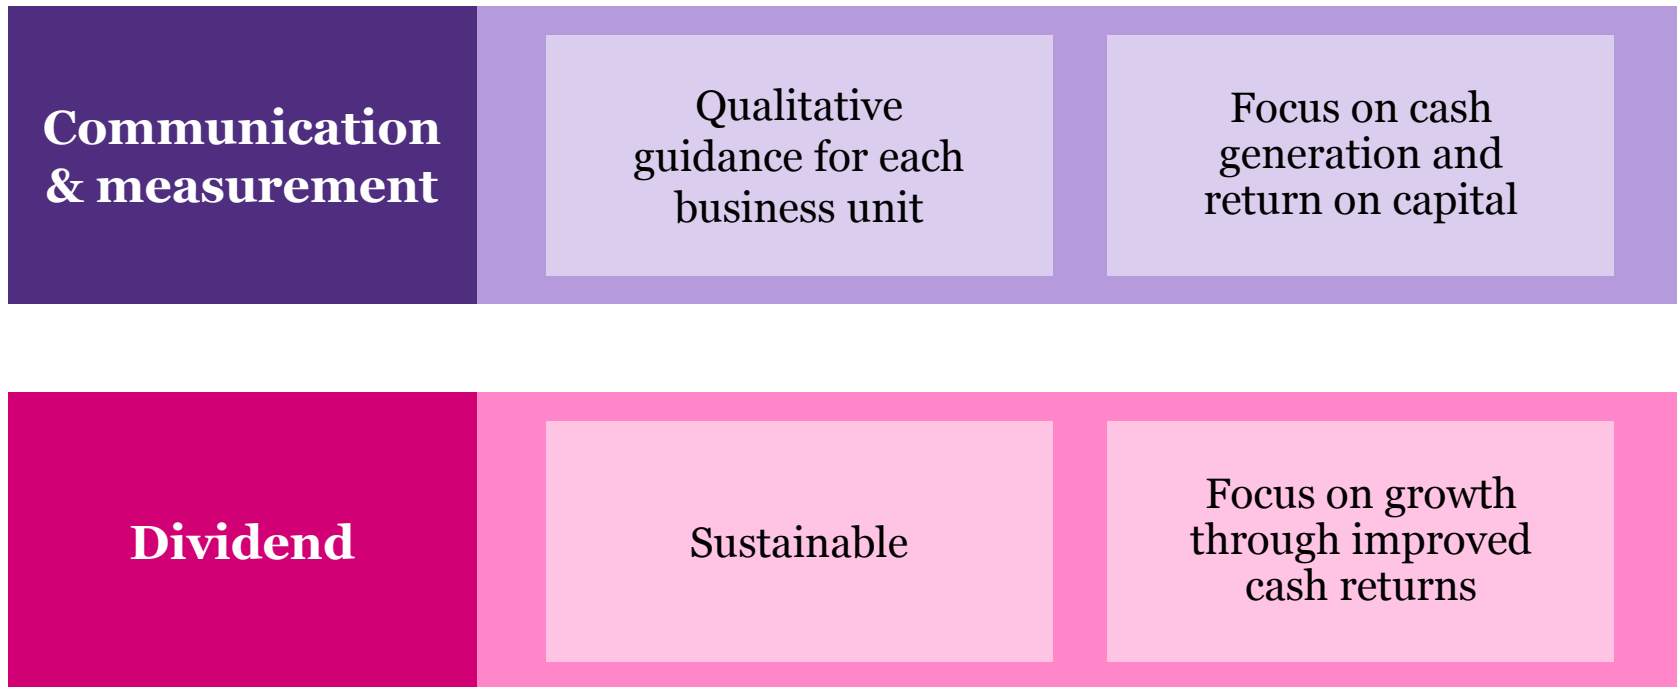 Communication
& measurement
Qualitative
guidance for each
business unit
Focus on cash
generation and
return on capital
Dividend
Sustainable
Focus on growth
through improved
cash returns